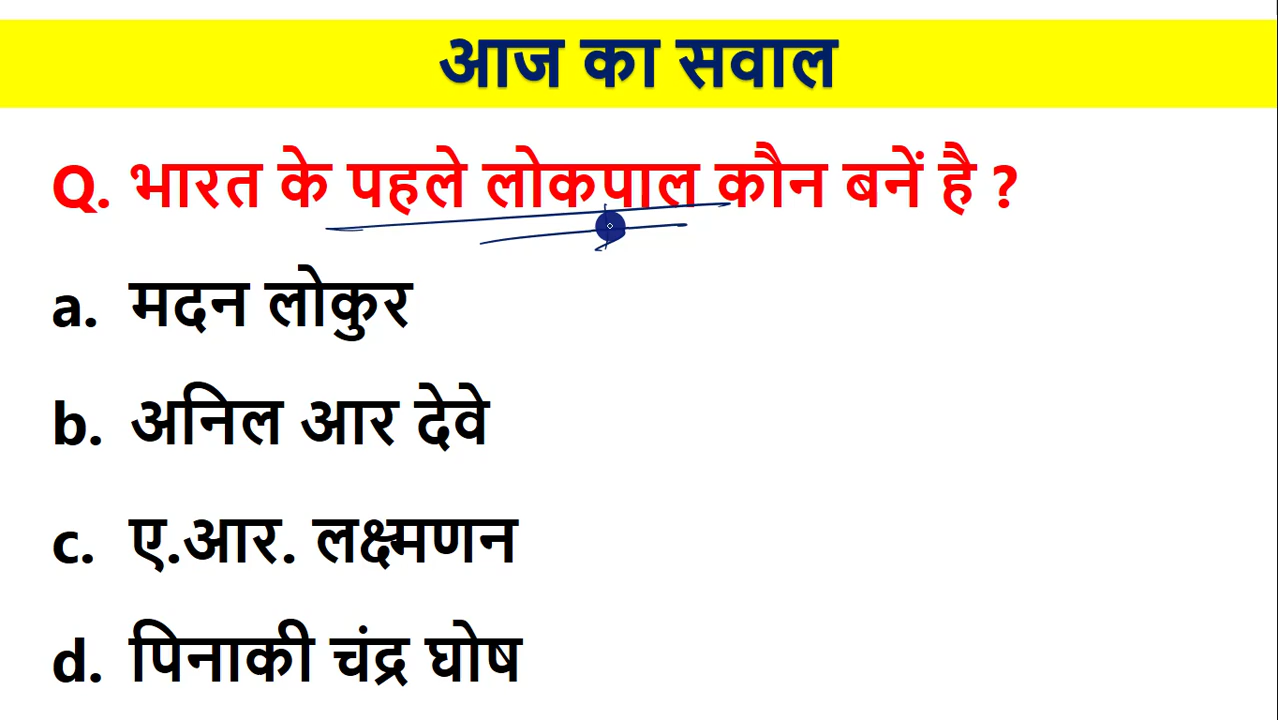 आज का सवाल
Q. भारत के पहले लोकपाल कौन बनें है ?
a. मदन लोकुर
b. अनिल आर देवे
c. ए.आर. लक्ष्मणन
d. पिनाकी चंद्र घोष